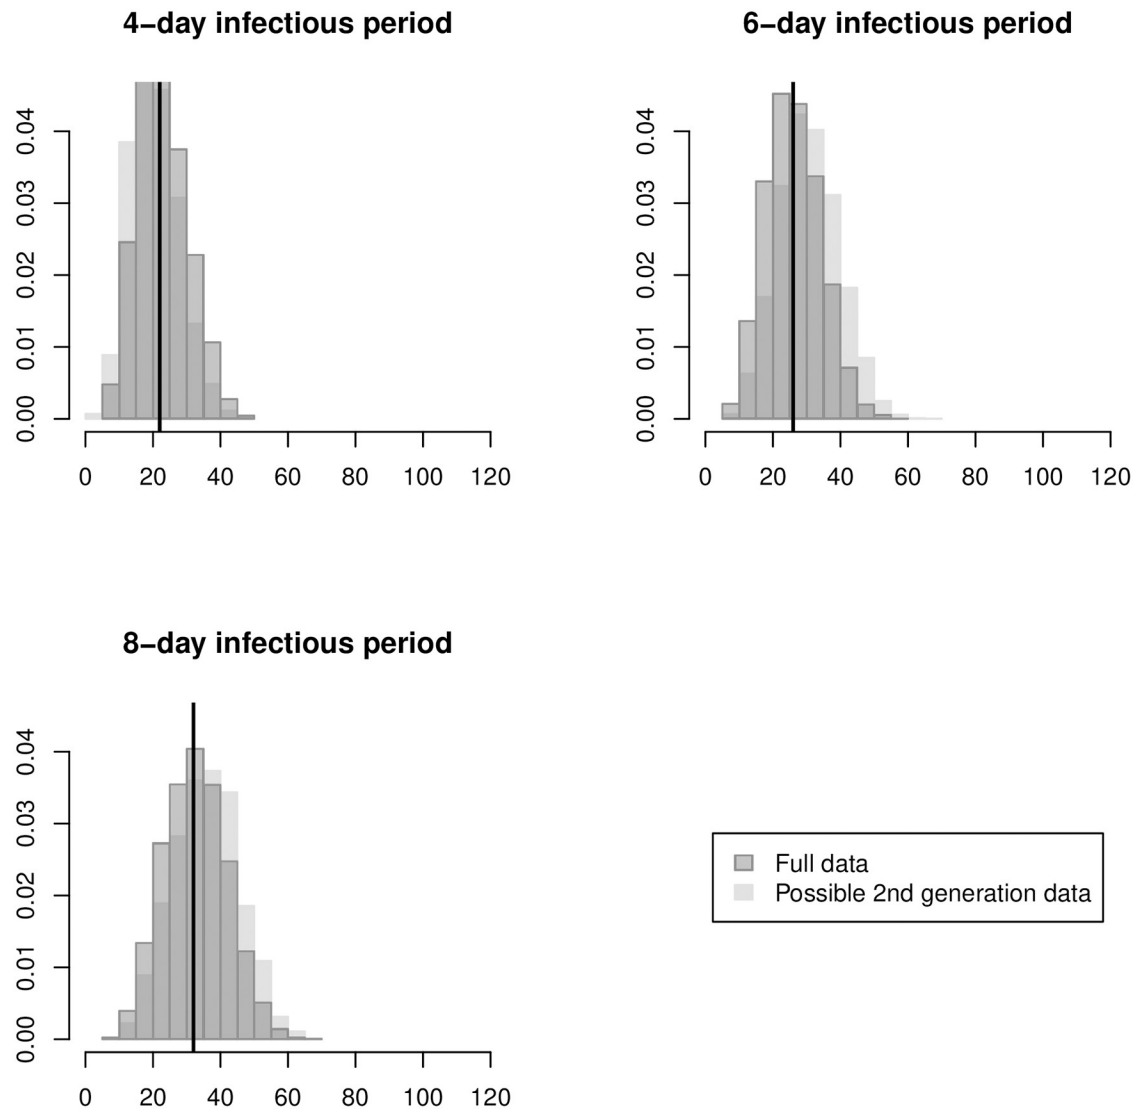 4−day infectious period
6−day infectious period
0.04
0.03
0.02
0.01
0.00
0 20 40 60 80 100 120
0.04
0.03
0.02
0.01
0.00
0 20 40 60 80 100 120
8−day infectious period
0.04
0.03
0.02
0.01
0.00
0 20 40 60 80 100 120
Full data
Possible 2nd generation data